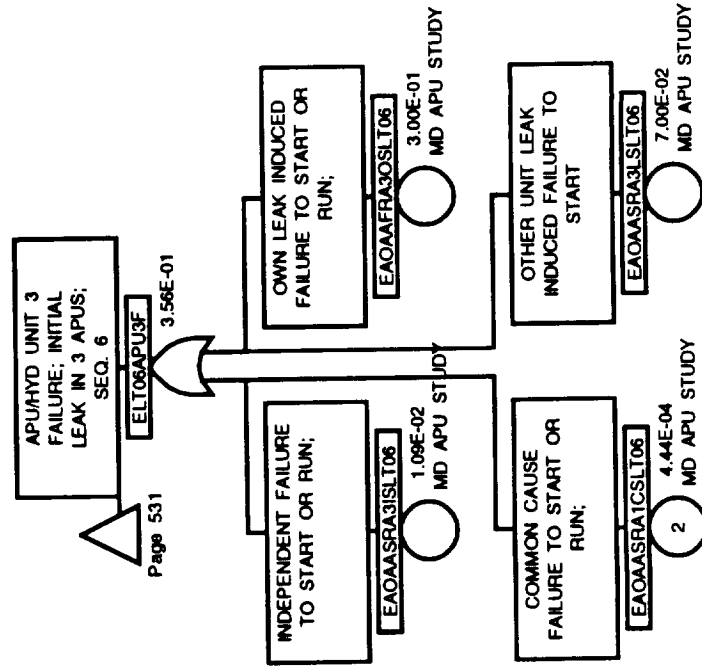 APU/HYD UNIT 3
FAILURE; INITIAL
LEAK IN 3 APUS;
SEQ. 6
ELT06APU3F
3.56E-01
Page 531
INDEPENDENT FAILURE
TO START OR RUN;
EAOAASRA3ISLT06
1.09E-02
MD APU STUDY
OWN LEAK INDUCED
FAILURE TO START OR
RUN;
EAOAAFRA3OSLT06
3.00E-01
MD APU STUDY
COMMON CAUSE
FAILURE TO START OR
RUN;
EAOAASRA1CSLT06
2
4.44E-04
MD APU STUDY
OTHER UNIT LEAK
INDUCED FAILURE TO
START
EAOAASRA3LSLT06
7.00E-02
MD APU STUDY